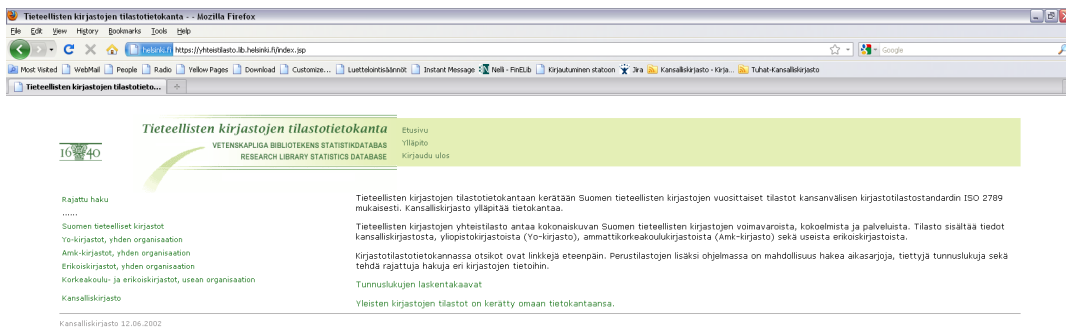 Tieteellisten kirjastojen tilastotietokanta - - Mozilla Firefox
File Edit View History Bookmarks Tools Help
helsinki.fi https://yhteistilasto.lib.helsinki.fi/index.jsp Google
Most Visited WebMail People Radio Yellow Pages Download Customize... Luettelointisäännöt Instant Message Nelli - FinELib Kirjautuminen statoon Jira Kansalliskirjasto - Kirja... Tuhat-Kansalliskirjasto
Tieteellisten kirjastojen tilastotieto...
1640
Tieteellisten kirjastojen tilastotietokanta
VETENSKAPLIGA BIBLIOTEKENS STATISTIKDATABAS
RESEARCH LIBRARY STATISTICS DATABASE
Etusivu
Ylläpito
Kirjaudu ulos
Rajattu haku
......
Suomen tieteelliset kirjastot
Yo-kirjastot, yhden organisaation
Amk-kirjastot, yhden organisaation
Erikoiskirjastot, yhden organisaation
Korkeakoulu- ja erikoiskirjastot, usean organisaation
Kansalliskirjasto
Tieteellisten kirjastojen tilastotietokantaan kerätään Suomen tieteellisten kirjastojen vuosittaiset tilastot kansanvälisen kirjastotilastostandardin ISO 2789
mukaisesti. Kansalliskirjasto ylläpitää tietokantaa.
Tieteellisten kirjastojen yhteistilasto antaa kokonaiskuvan Suomen tieteellisten kirjastojen voimavaroista, kokoelmista ja palveluista. Tilasto sisältää tiedot
kansalliskirjastosta, yliopistokirjastoista (Yo-kirjasto), ammattikorkeakoulukirjastoista (Amk-kirjasto) sekä useista erikoiskirjastoista.
Kirjastotilastotietokannassa otsikot ovat linkkejä eteenpäin. Perustilastojen lisäksi ohjelmassa on mahdollisuus hakea aikasarjoja, tiettyjä tunnuslukuja sekä
tehdä rajattuja hakuja eri kirjastojen tietoihin.
Tunnuslukujen laskentakaavat
Yleisten kirjastojen tilastot on kerätty omaan tietokantaansa.
Kansalliskirjasto 12.06.2002